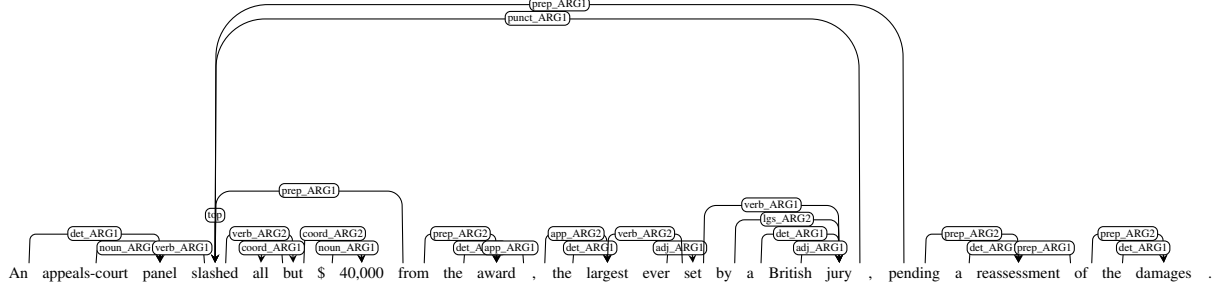 prep_ARG1
punct_ARG1
prep_ARG1
verb_ARG1
top
lgs_ARG2
det_ARG1 verb_ARG2 coord_ARG2 prep_ARG2 app_ARG2 verb_ARG2 det_ARG1 prep_ARG2 prep_ARG2
noun_ARG verb_ARG1 coord_ARG1 noun_ARG1 det_A app_ARG1 det_ARG1 adj_ARG1 adj_ARG1 det_ARG prep_ARG1 det_ARG1
An appeals-court panel slashed all but $ 40,000 from the award , the largest ever set by a British jury , pending a reassessment of the damages .